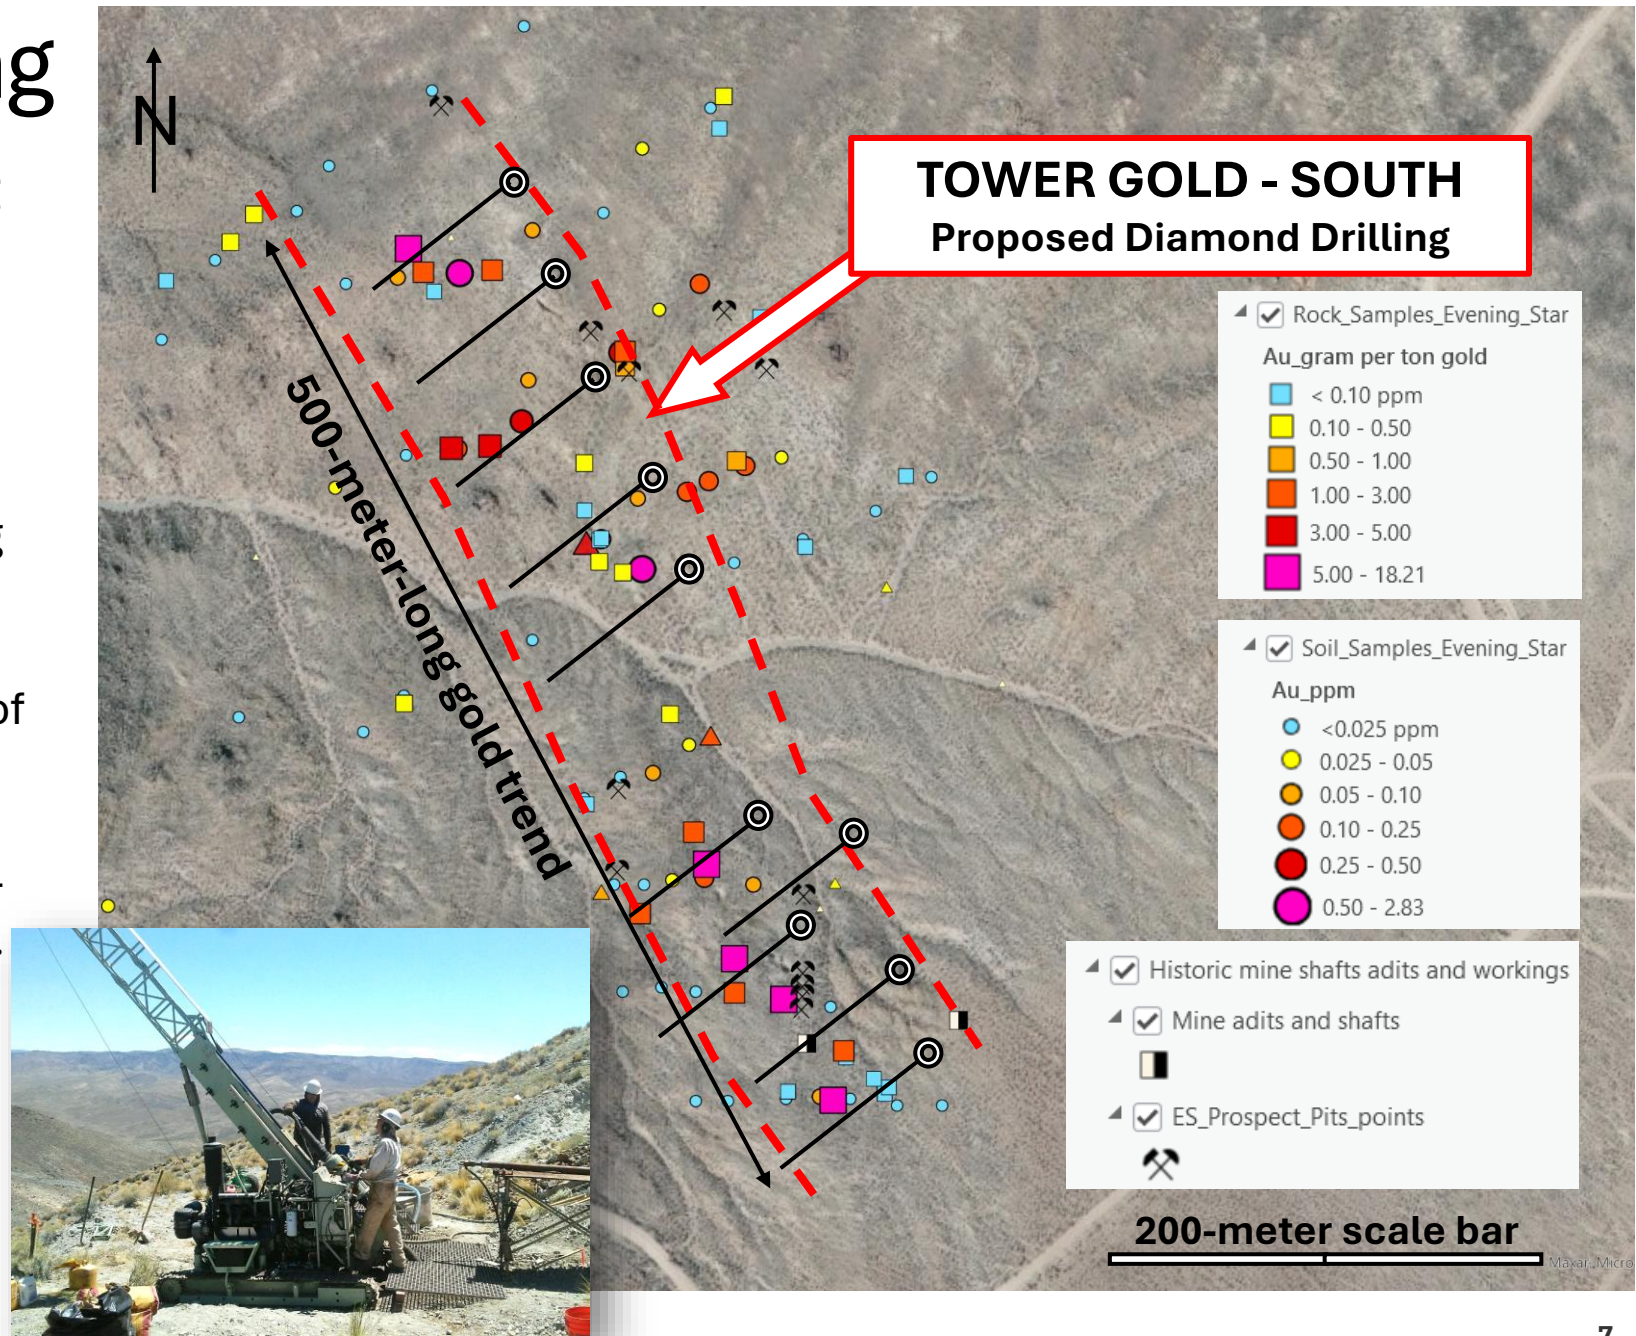 N
TOWER GOLD - SOUTH
Proposed Diamond Drilling
500-meter-long gold trend
Rock_Samples_Evening_Star
Au_gram per ton gold
< 0.10 ppm
0.10 - 0.50
0.50 - 1.00
1.00 - 3.00
3.00 - 5.00
5.00 - 18.21
Soil_Samples_Evening_Star
Au_ppm
<0.025 ppm
0.025 - 0.05
0.05 - 0.10
0.10 - 0.25
0.25 - 0.50
0.50 - 2.83
Historic mine shafts adits and workings
Mine adits and shafts
ES_Prospect_Pits_points
200-meter scale bar
Maxar, Micro
of